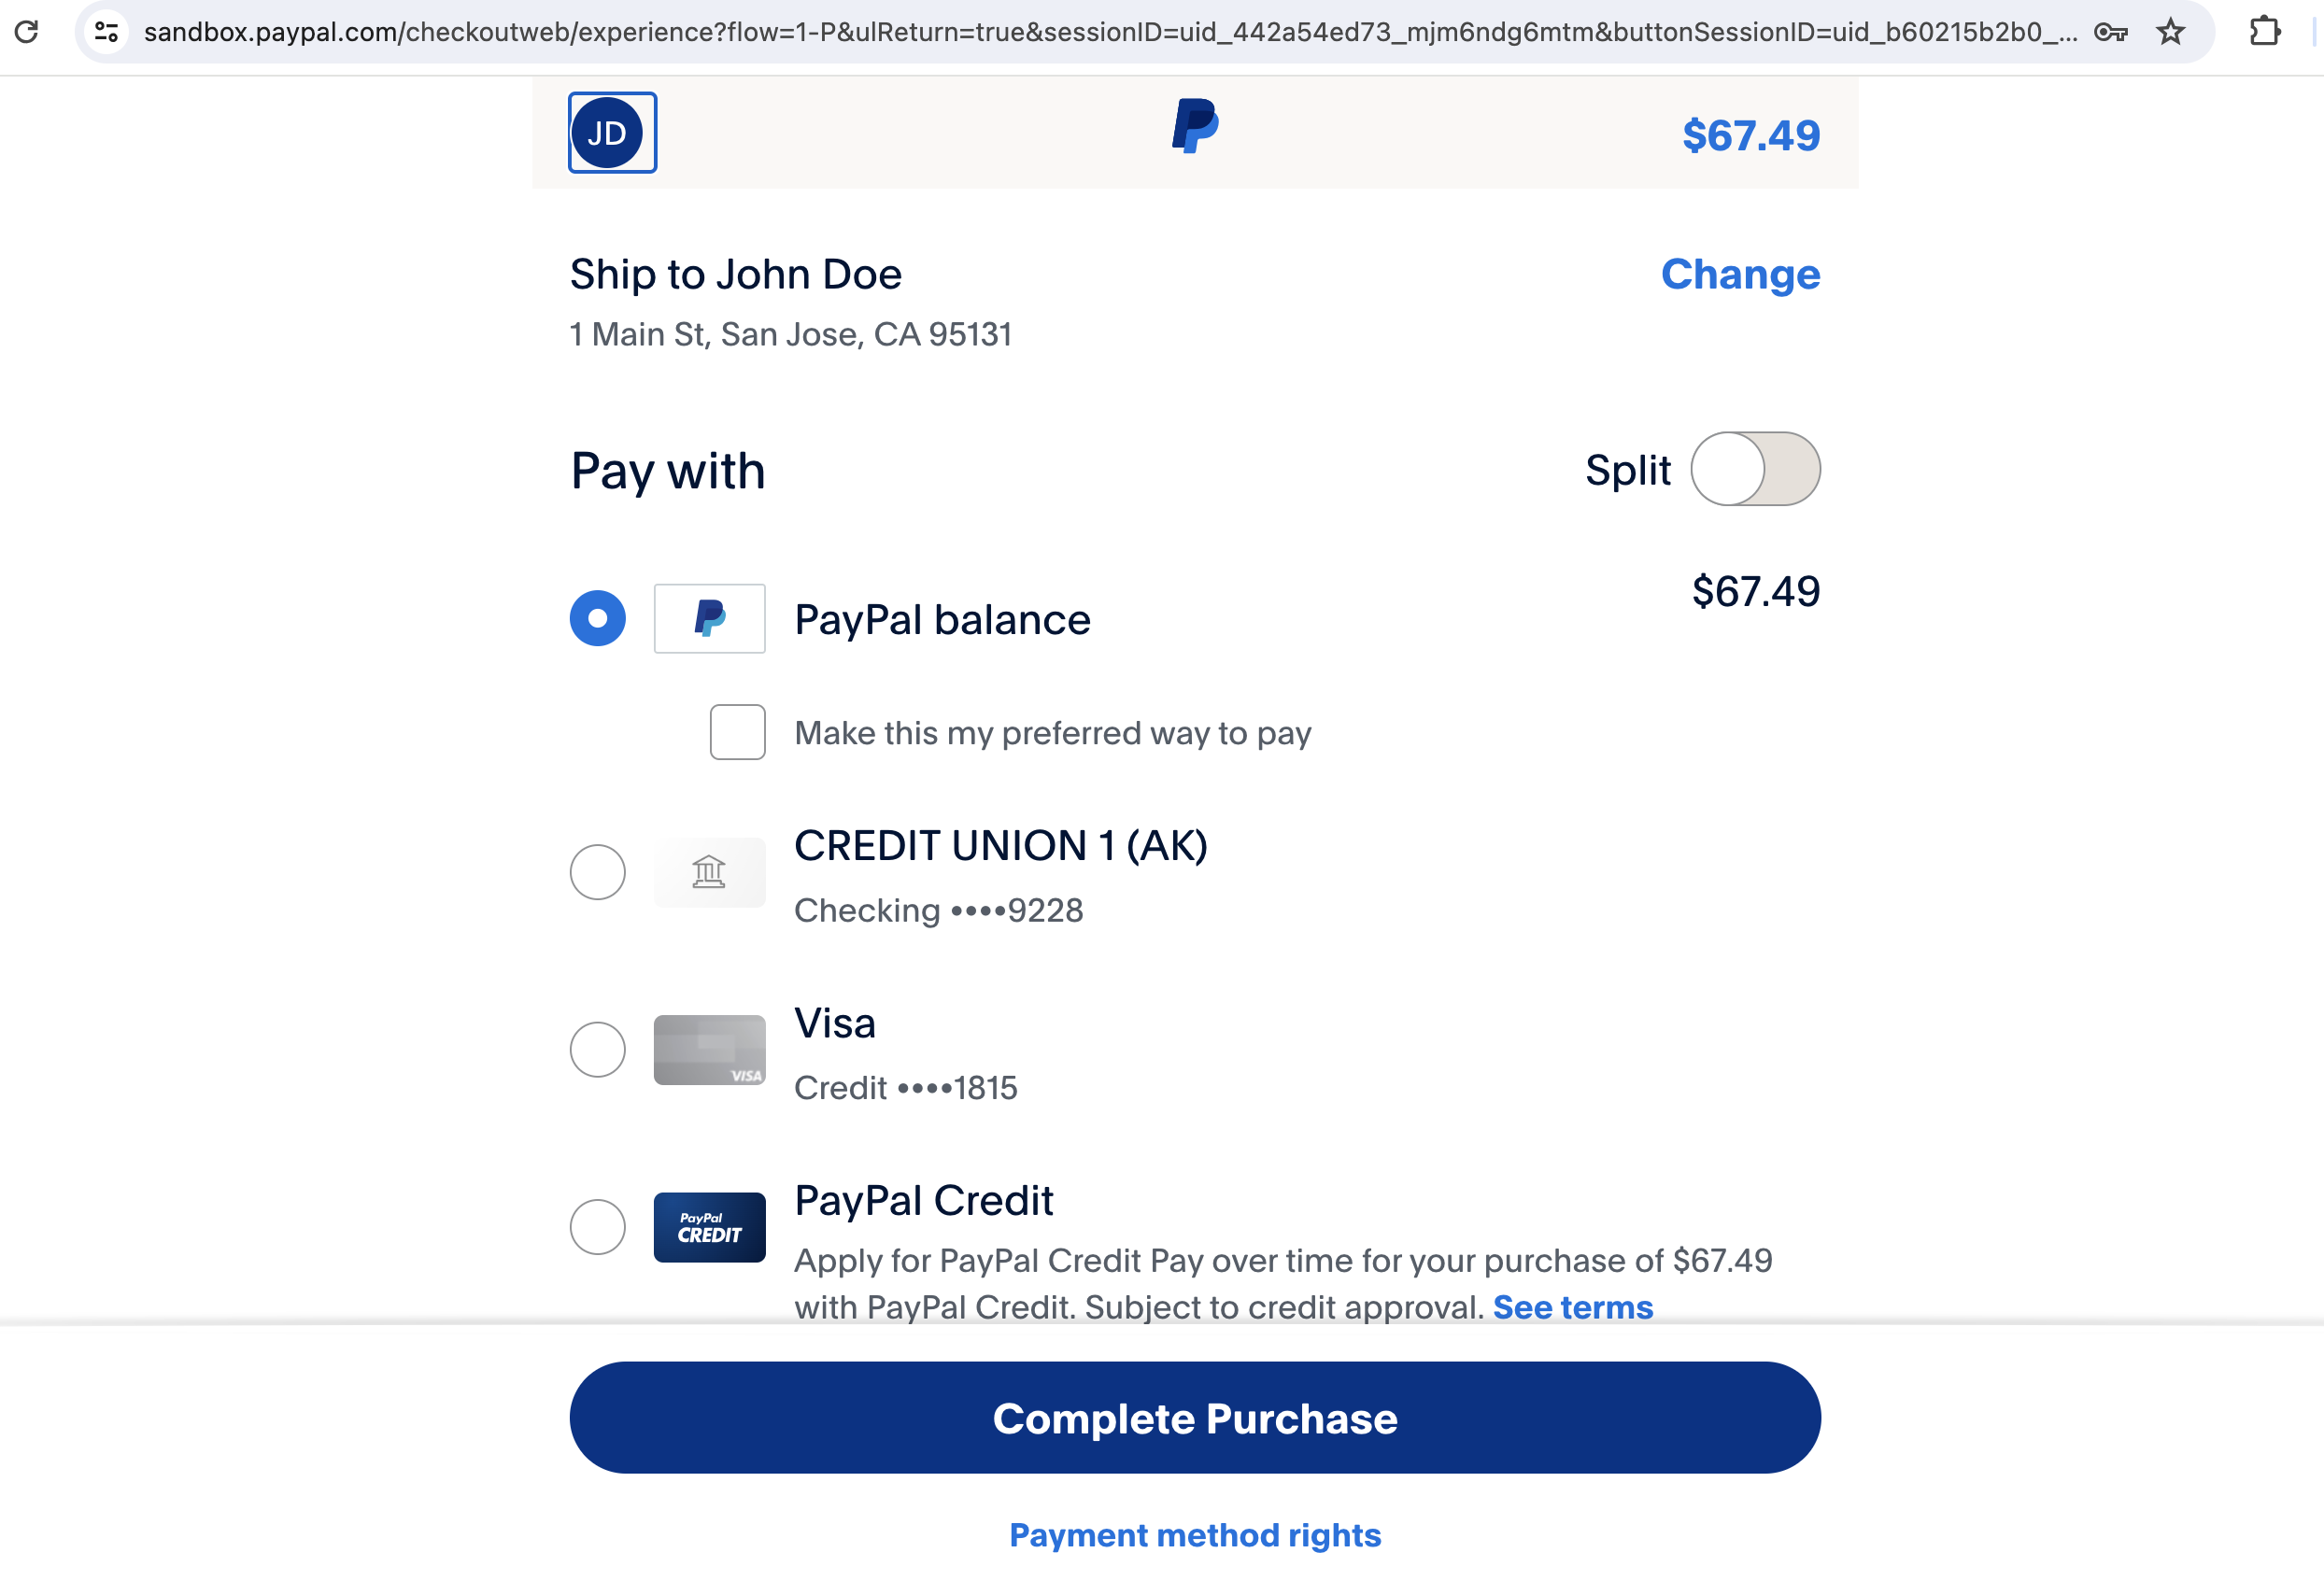 sandbox.paypal.com/checkoutweb/experience?flow=1-P&ulReturn=true&sessionID=uid_442a54ed73_mjm6ndg6mtm&buttonSessionID=uid_b60215b2b0_...
JD
$67.49
Ship to John Doe
Change
1 Main St, San Jose, CA 95131
Pay with
Split
PayPal balance
$67.49
Make this my preferred way to pay
CREDIT UNION 1 (AK)
Checking ••••9228
Visa
VISA
Credit ••••1815
PayPal Credit
PayPal
CREDIT
Apply for PayPal Credit Pay over time for your purchase of $67.49
with PayPal Credit. Subject to credit approval. See terms
Complete Purchase
Payment method rights